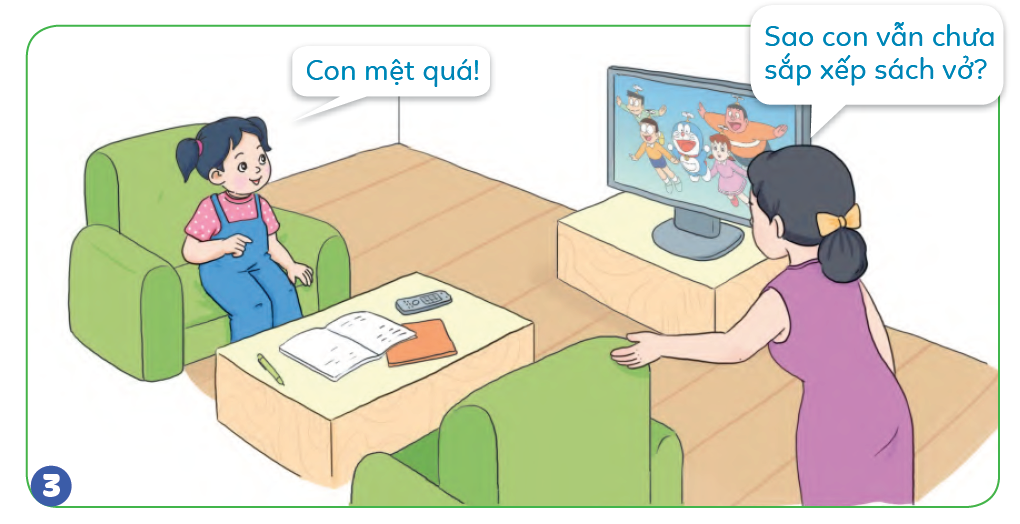 Sao con vẫn chưa
sắp xếp sách vở?
Con mệt quá!
3